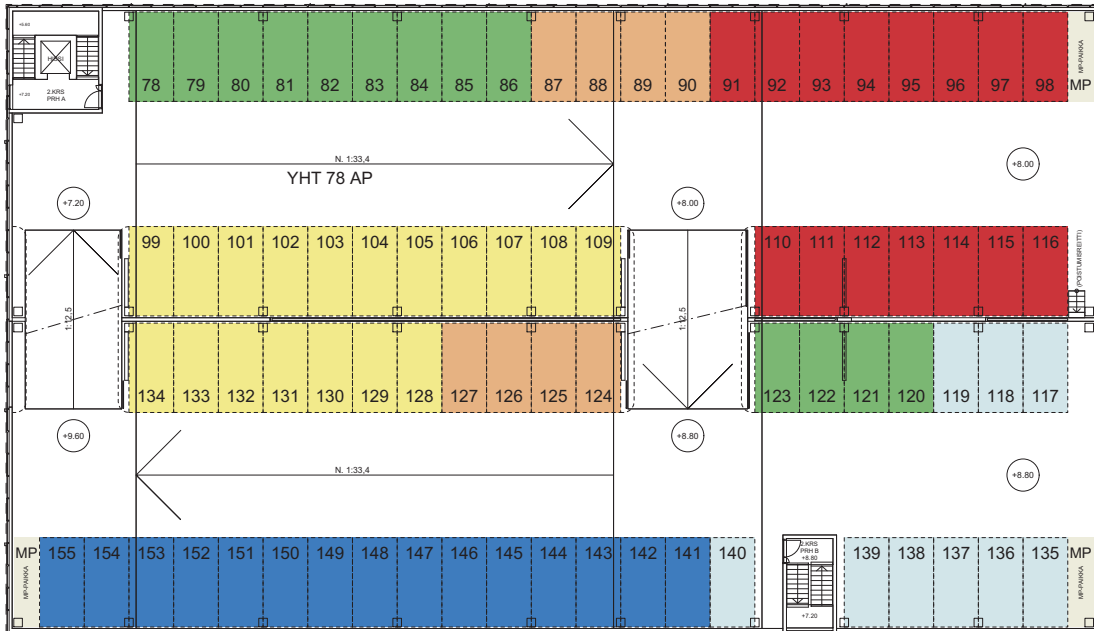 +5.60
HISSI
+7.20
2.KRS
PRH A
78 79 80 81 82 83 84 85 86 87 88 89 90 91 92 93 94 95 96 97 98 MP
MP-PAIKKA
N. 1:33,4
YHT 78 AP
+8.00
+7.20
+8.00
99 100 101 102 103 104 105 106 107 108 109 110 111 112 113 114 115 116
(POISTUMISREITTI)
1:12,5
1:12,5
134 133 132 131 130 129 128 127 126 125 124 123 122 121 120 119 118 117
+9.60
+8.80
N. 1:33,4
+8.80
MP 155 154 153 152 151 150 149 148 147 146 145 144 143 142 141 140
MP-PAIKKA
2.KRS
PRH B
+8.80
+7.20
139 138 137 136 135 MP
MP-PAIKKA